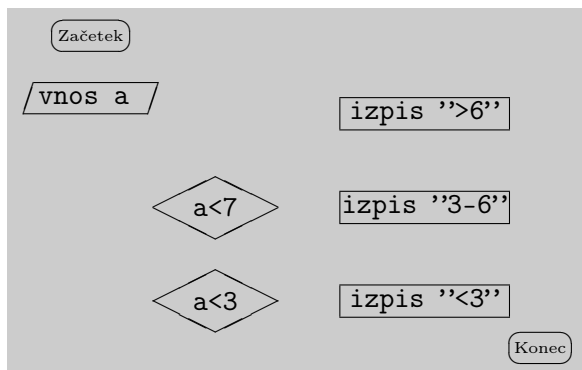 Začetek
vnos a
izpis ”>6”
a<7
izpis ”3-6”
a<3
izpis ”<3”
Konec